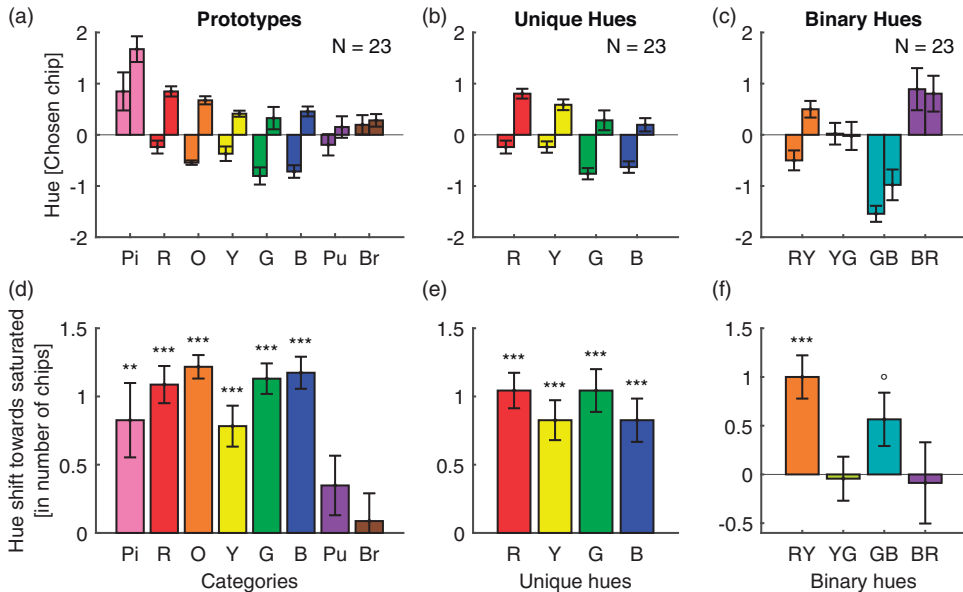 (a) Prototypes (b) Unique Hues (c) Binary Hues
N = 23 N = 23 N = 23
Hue [Chosen chip]
2
1
0
-1
-2
2
1
0
-1
-2
2
1
0
-1
-2
Pi R O Y G B Pu Br
R Y G B
RY YG GB BR
(d) (e) (f)
Hue shift towards saturated
[in number of chips]
1.5
1
0.5
0
1.5
1
0.5
0
1.5
1
0.5
0
-0.5
** *** *** *** *** ***
*** *** *** ***
*** °
Pi R O Y G B Pu Br
R Y G B
RY YG GB BR
Categories Unique hues Binary hues